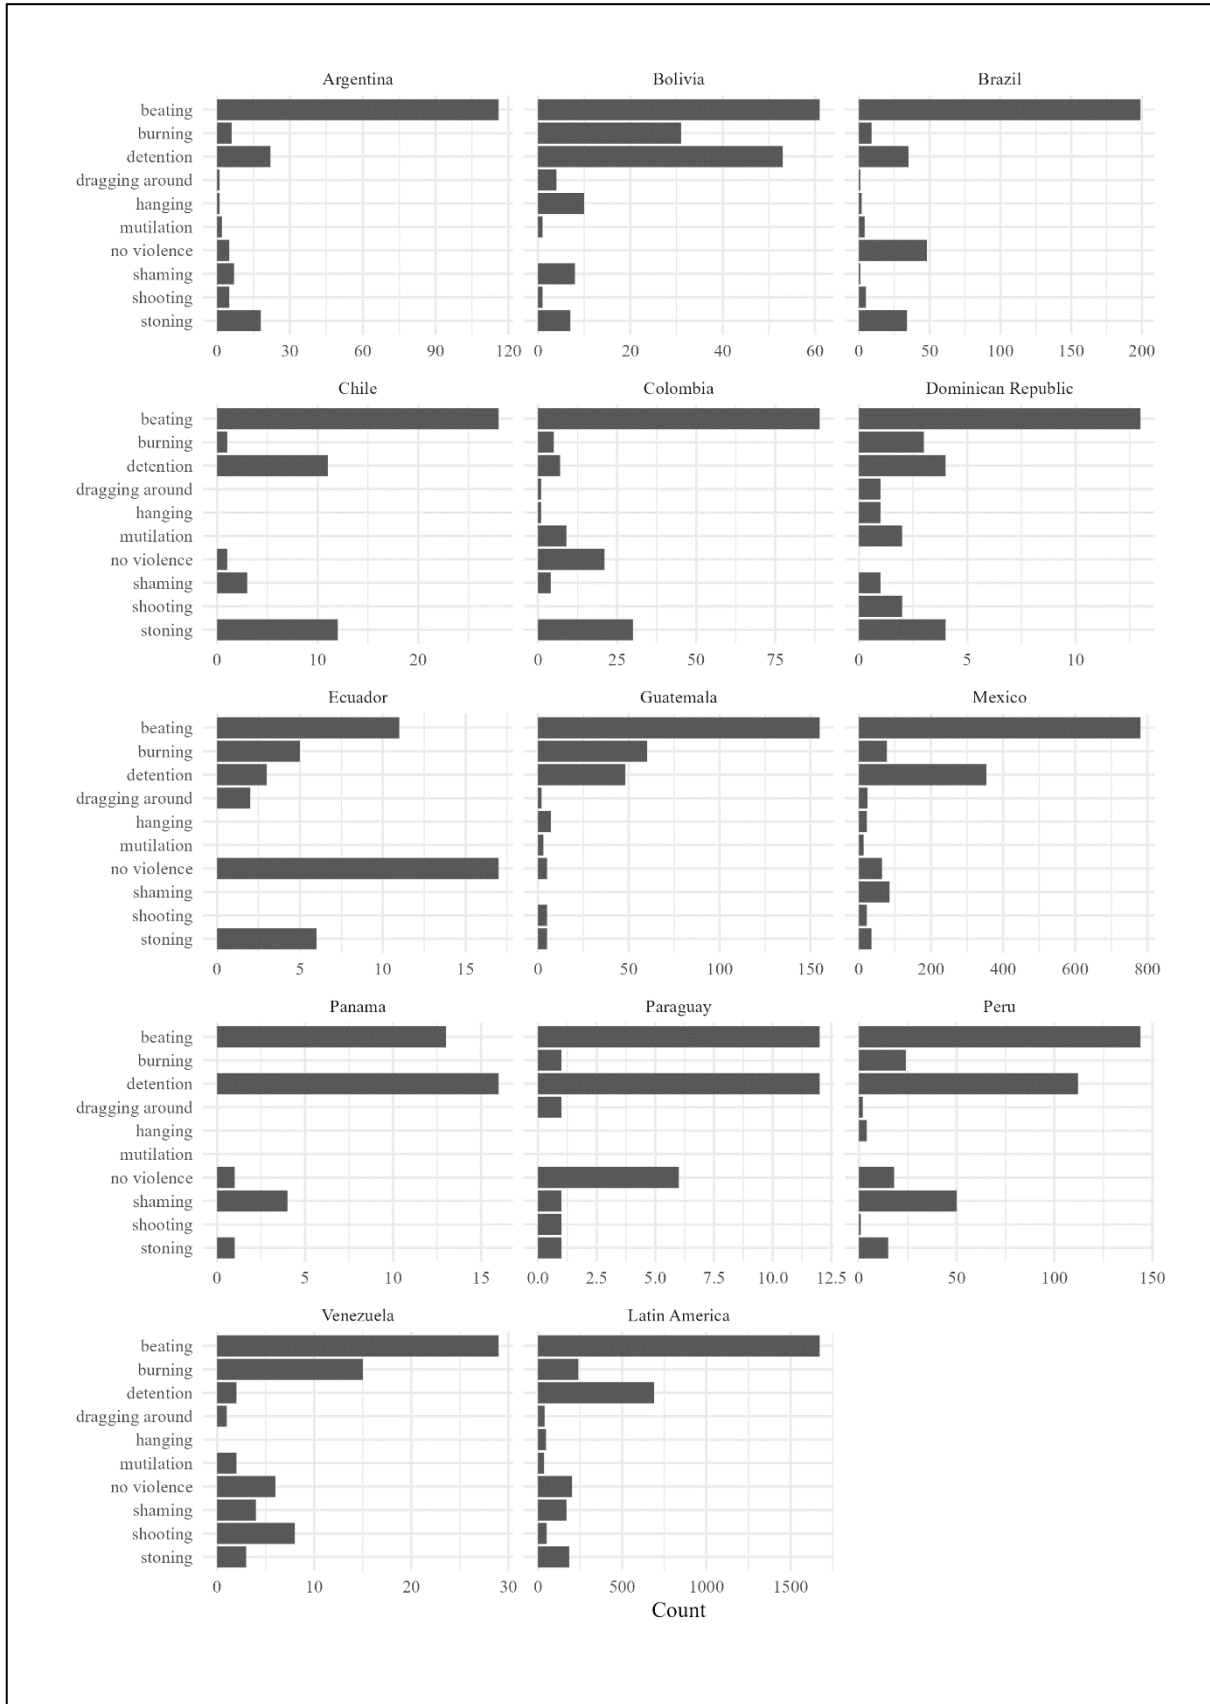 Argentina Bolivia Brazil
beating
burning
detention
dragging around
hanging
mutilation
no violence
shaming
shooting
stoning
0 30 60 90 120 0 20 40 60 0 50 100 150 200
Chile Colombia Dominican Republic
beating
burning
detention
dragging around
hanging
mutilation
no violence
shaming
shooting
stoning
0 10 20 0 25 50 75 0 5 10
Ecuador Guatemala Mexico
beating
burning
detention
dragging around
hanging
mutilation
no violence
shaming
shooting
stoning
0 5 10 15 0 50 100 150 0 200 400 600 800
Panama Paraguay Peru
beating
burning
detention
dragging around
hanging
mutilation
no violence
shaming
shooting
stoning
0 5 10 15 0.0 2.5 5.0 7.5 10.0 12.5 0 50 100 150
Venezuela Latin America
beating
burning
detention
dragging around
hanging
mutilation
no violence
shaming
shooting
stoning
0 10 20 30 0 500 1000 1500
Count